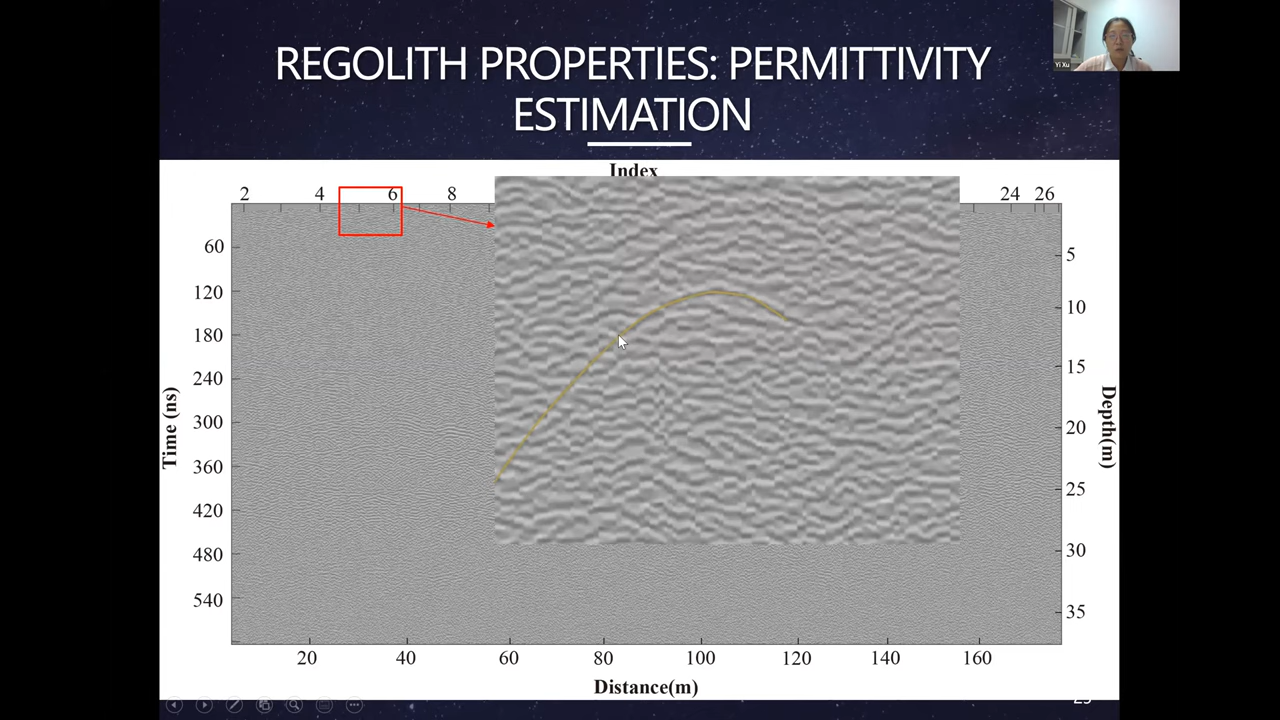 REGOLITH PROPERTIES: PERMITTIVITY
ESTIMATION
Yi Xu
Index
2 4 6 8 24 26
60
120
180
240
300
360
420
480
540
Time (ns)
5
10
15
20
25
30
35
Depth(m)
20 40 60 80 100 120 140 160
Distance(m)